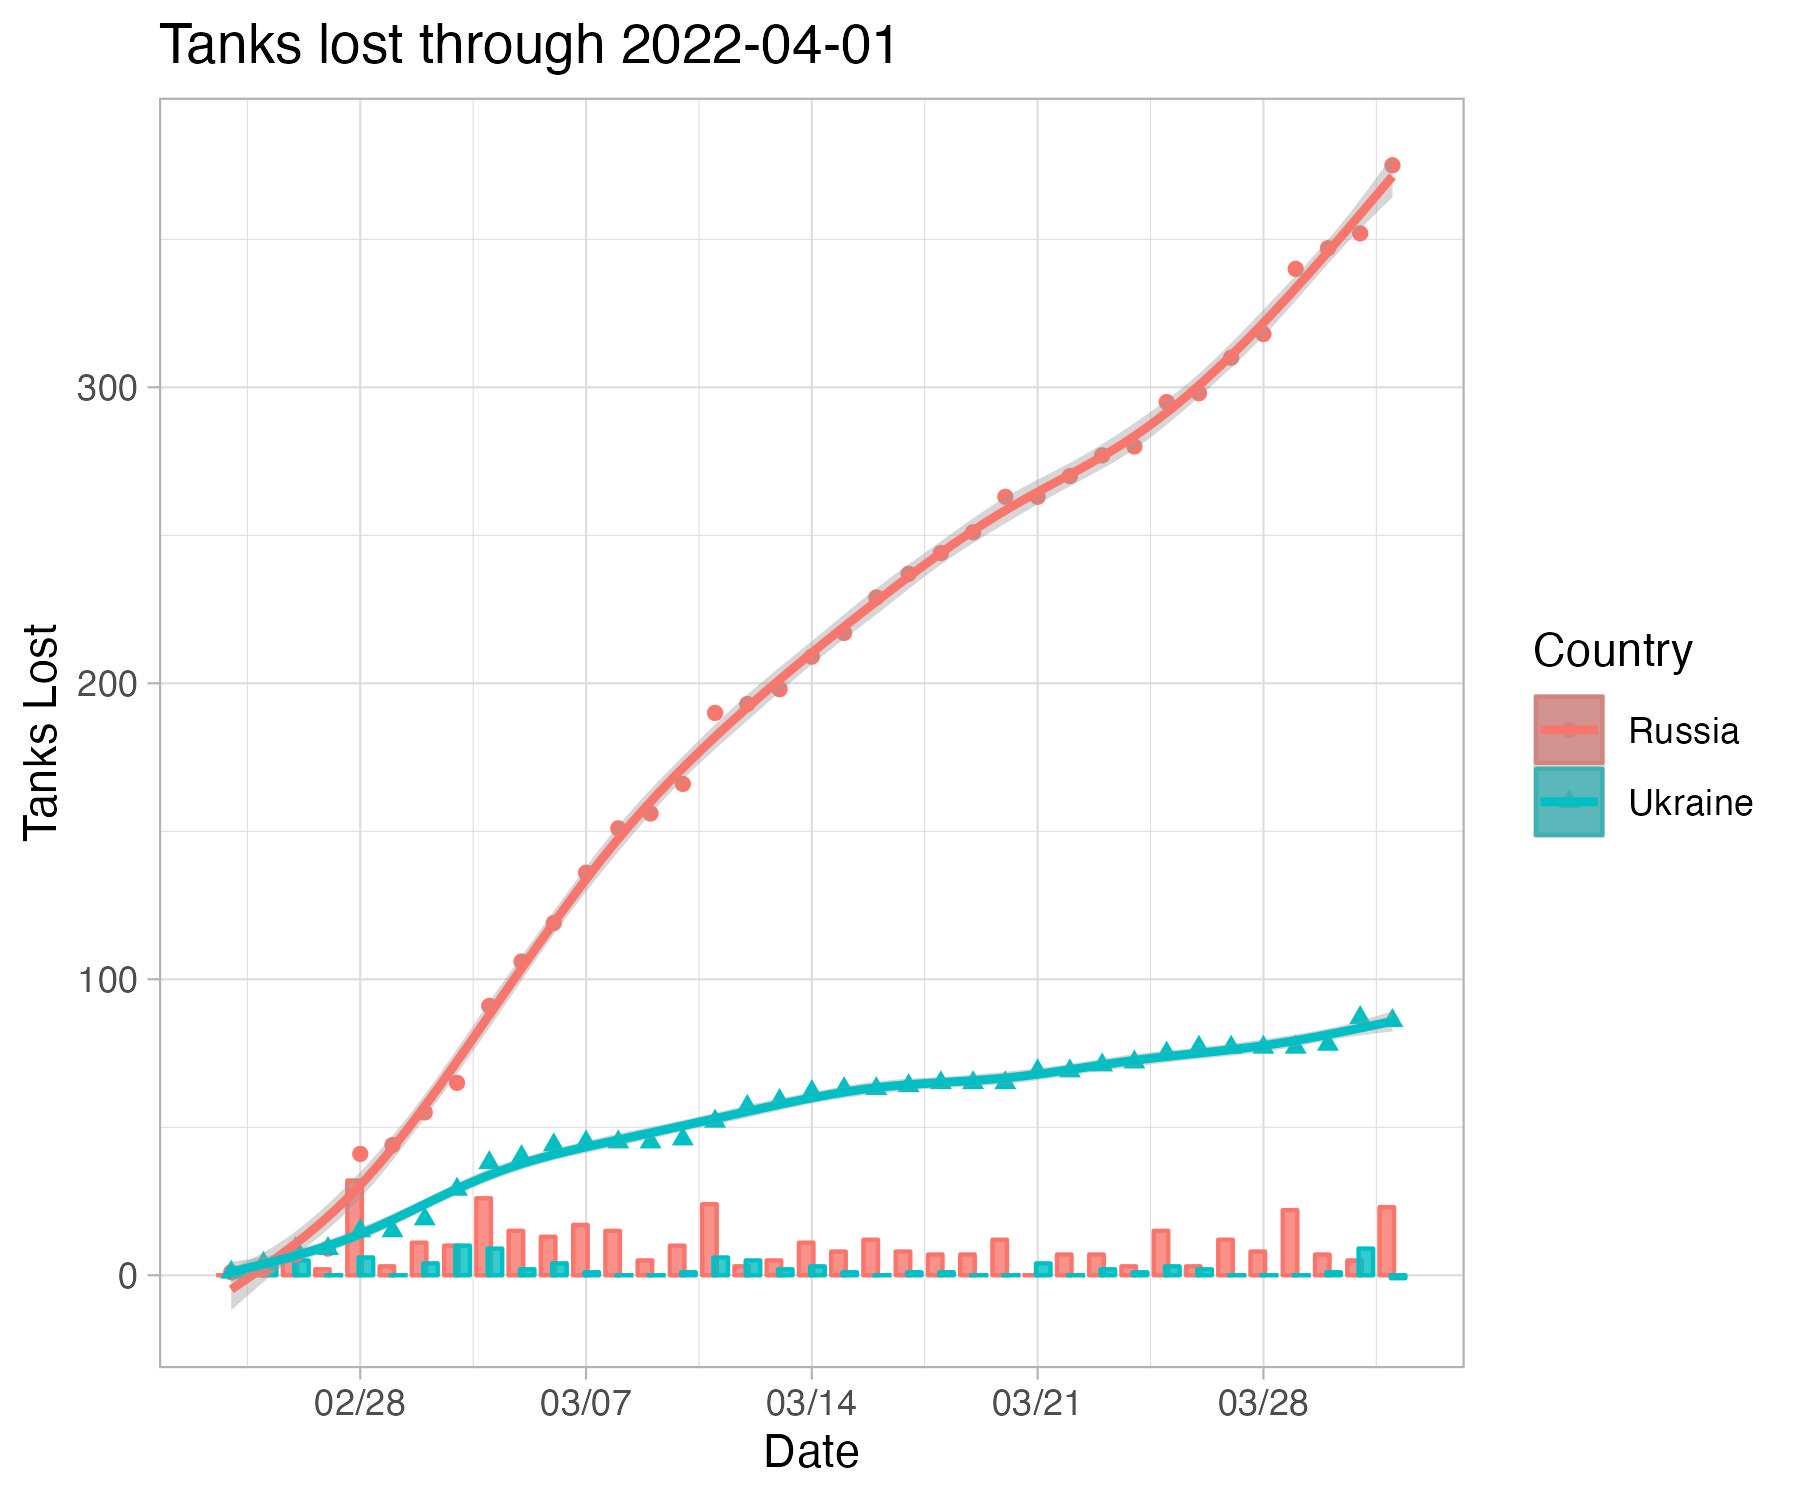 Tanks lost through 2022-04-01
Tanks Lost
300
200
100
0
02/28 03/07 03/14 03/21 03/28
Date
Country
Russia
Ukraine